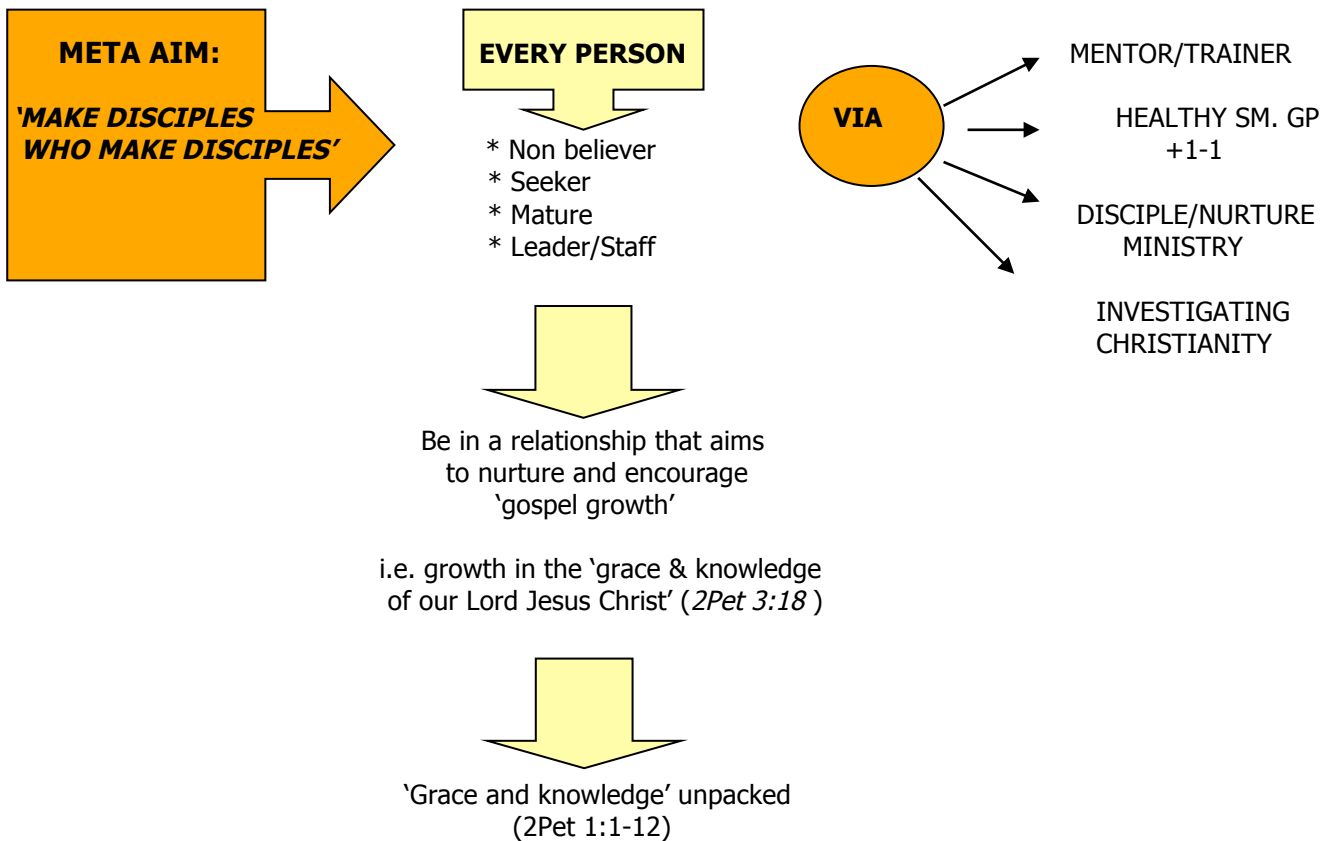 META AIM:
‘MAKE DISCIPLES
WHO MAKE DISCIPLES’
EVERY PERSON
* Non believer
* Seeker
* Mature
* Leader/Staff
VIA
MENTOR/TRAINER
HEALTHY SM. GP
+1-1
DISCIPLE/NURTURE
MINISTRY
INVESTIGATING
CHRISTIANITY
Be in a relationship that aims
to nurture and encourage
‘gospel growth’
i.e. growth in the ‘grace & knowledge
of our Lord Jesus Christ’ (2Pet 3:18 )
‘Grace and knowledge’ unpacked
(2Pet 1:1-12)